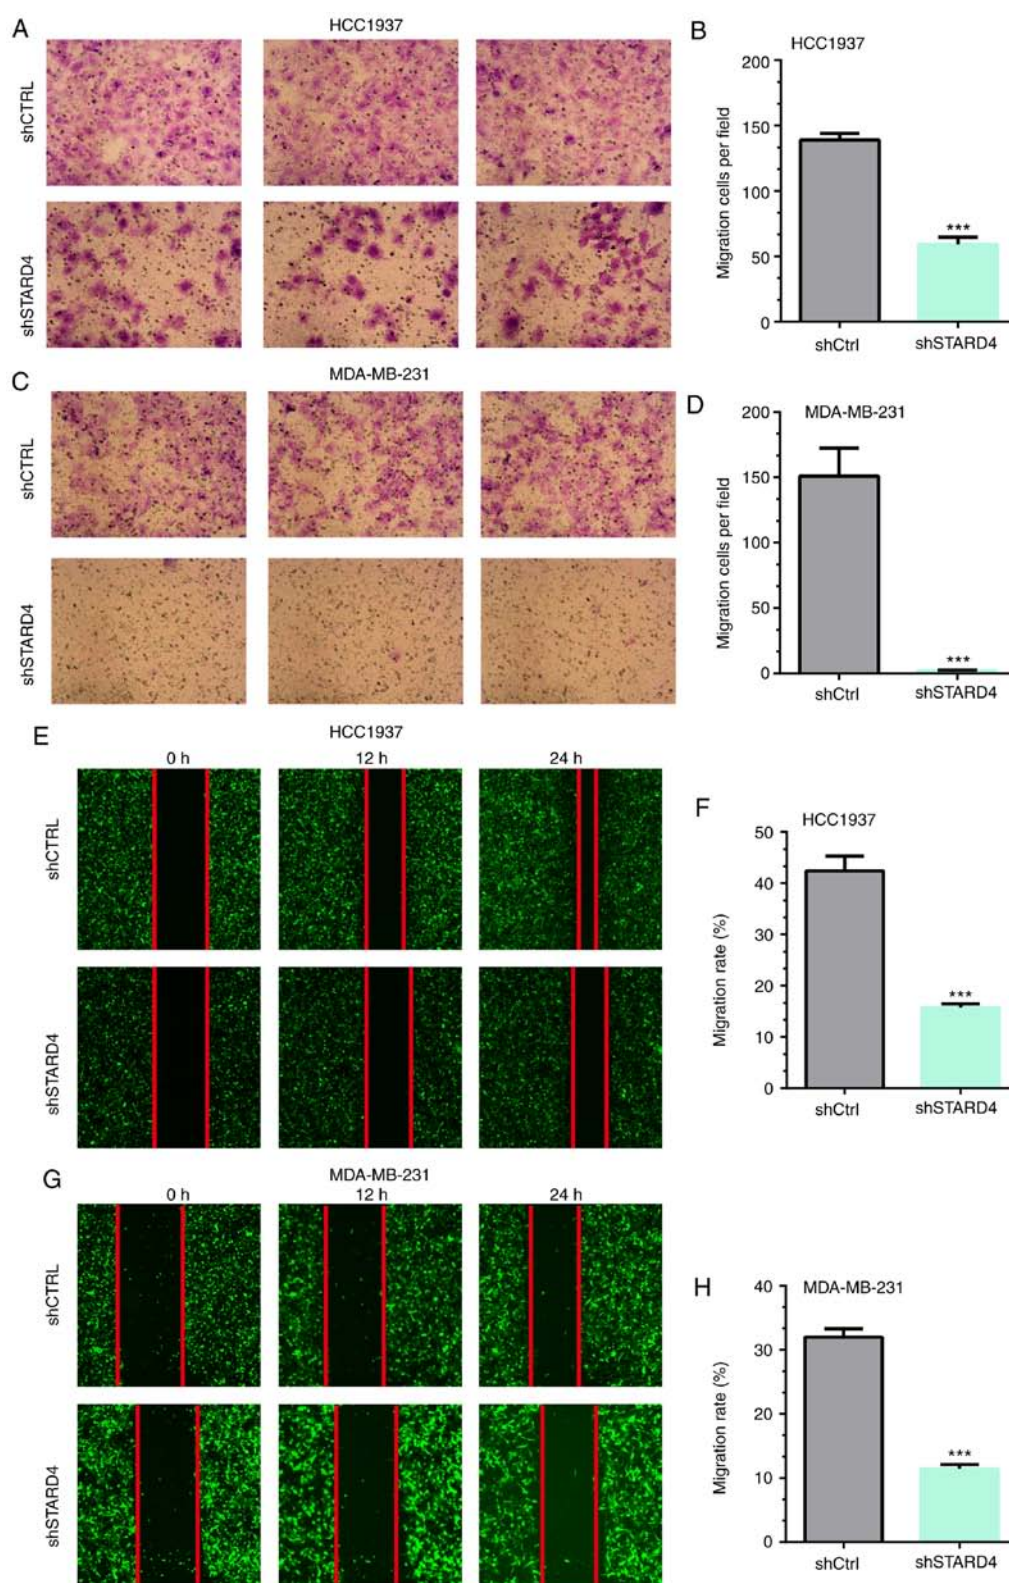 A
HCC1937
shCTRL
shSTARD4
B
HCC1937
200
150
100
50
0
Migration cells per field
***
shCtrl
shSTARD4
C
MDA-MB-231
shCTRL
shSTARD4
D
MDA-MB-231
200
150
100
50
0
Migration cells per field
***
shCtrl
shSTARD4
E
HCC1937
0 h
12 h
24 h
shCTRL
shSTARD4
F
HCC1937
50
40
30
20
10
0
Migration rate (%)
***
shCtrl
shSTARD4
G
MDA-MB-231
0 h
12 h
24 h
shCTRL
shSTARD4
H
MDA-MB-231
40
30
20
10
0
Migration rate (%)
***
shCtrl
shSTARD4